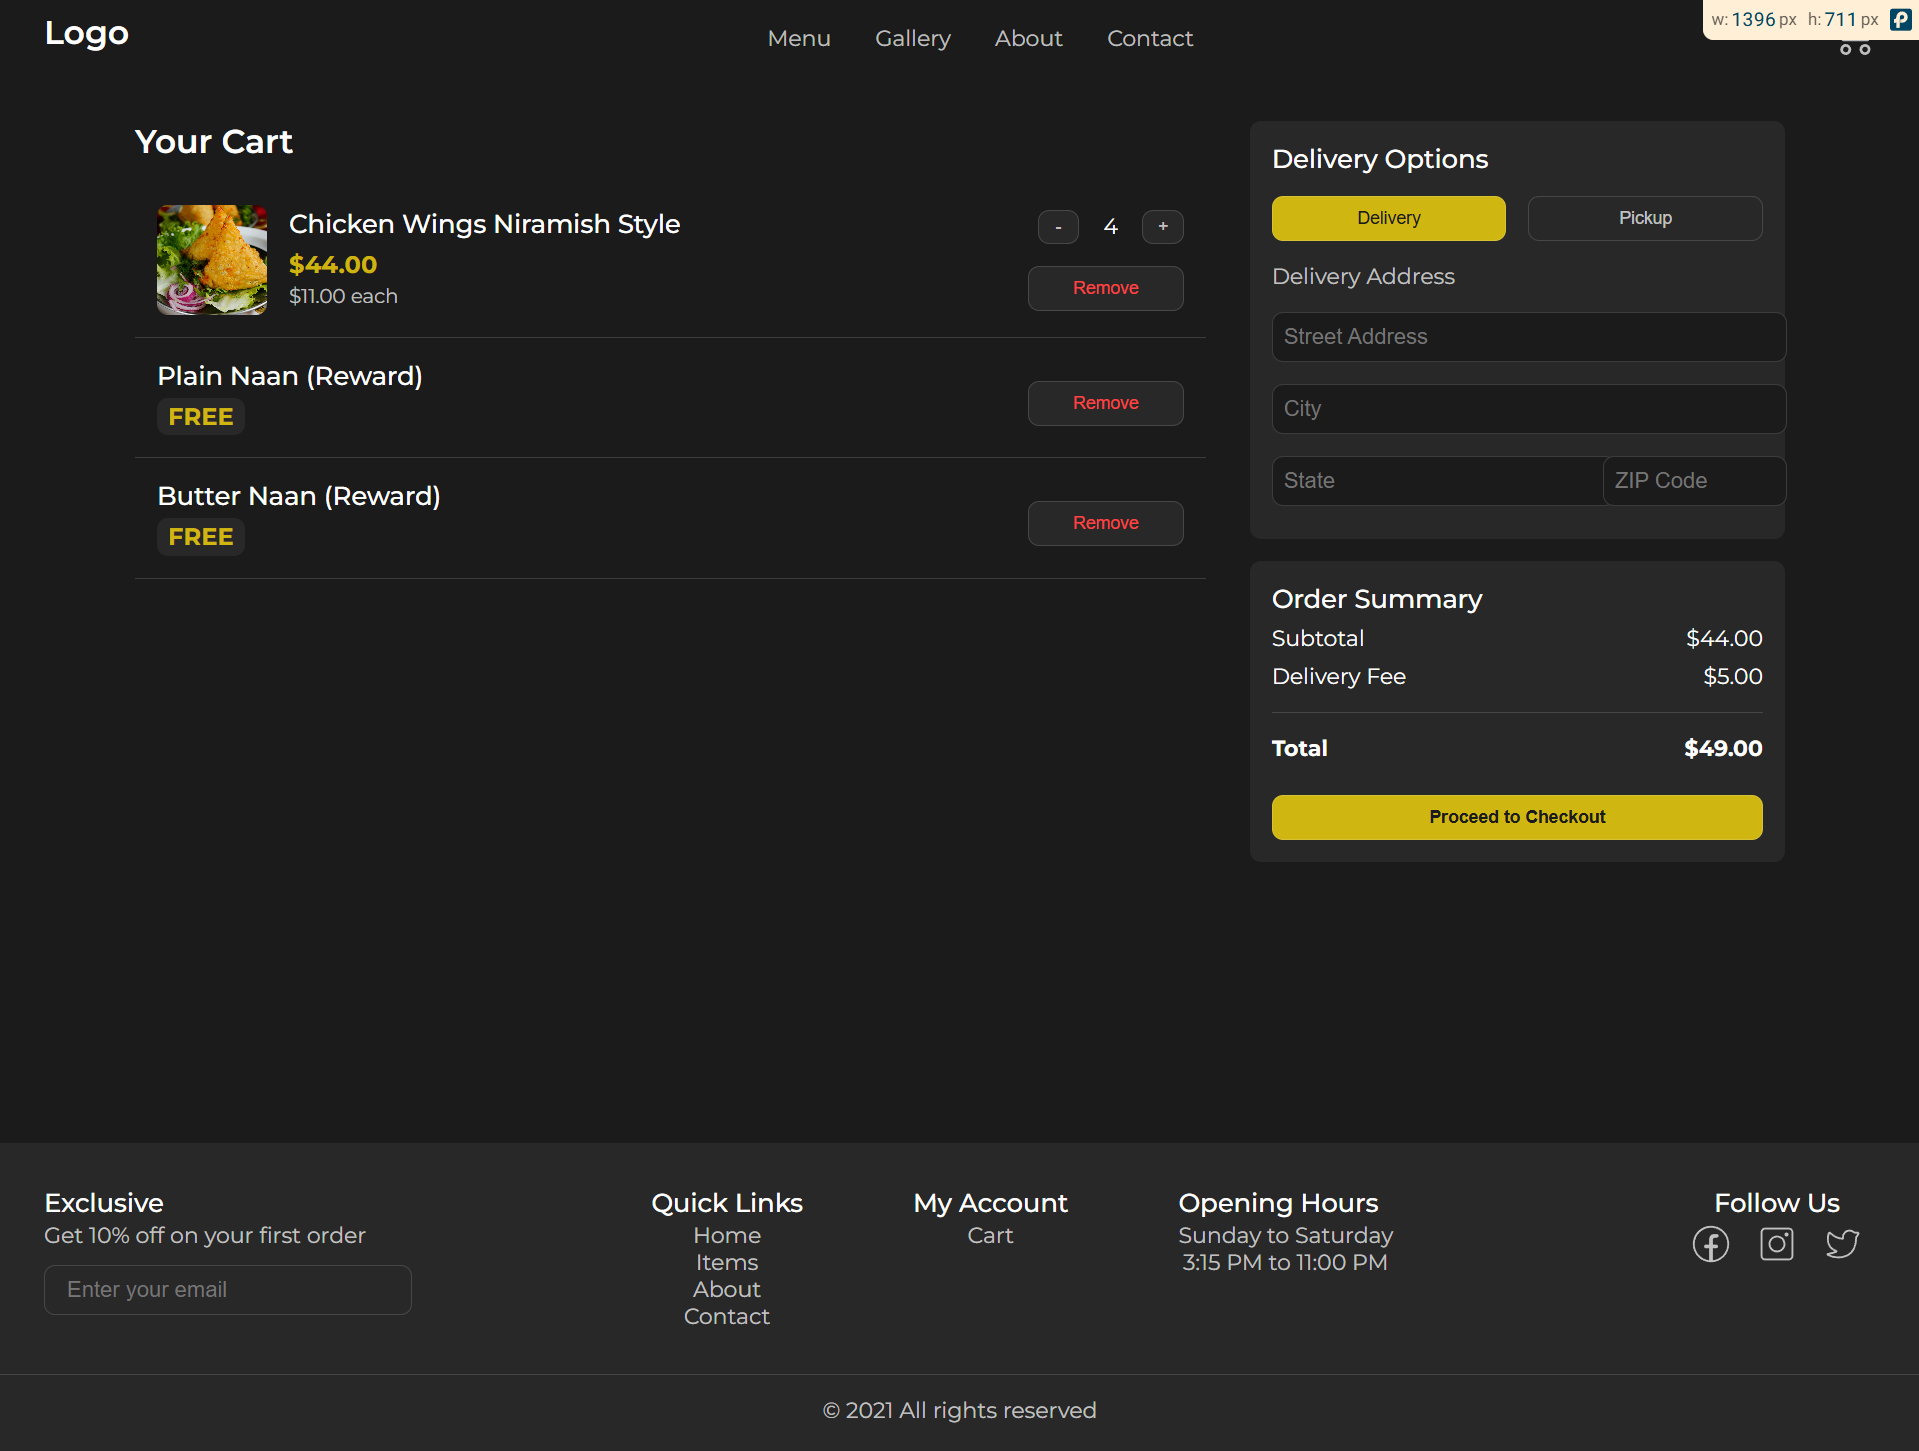 Logo
Menu
Gallery
About
Contact
w: 1396 px h: 711 px
Your Cart
Chicken Wings Niramish Style
$44.00
$11.00 each
- 4 +
Remove
Plain Naan (Reward)
FREE
Remove
Butter Naan (Reward)
FREE
Remove
Delivery Options
Delivery
Pickup
Delivery Address
Street Address
City
State
ZIP Code
Order Summary
Subtotal $44.00
Delivery Fee $5.00
Total $49.00
Proceed to Checkout
Exclusive
Get 10% off on your first order
Enter your email
Quick Links
Home
Items
About
Contact
My Account
Cart
Opening Hours
Sunday to Saturday
3:15 PM to 11:00 PM
Follow Us
© 2021 All rights reserved